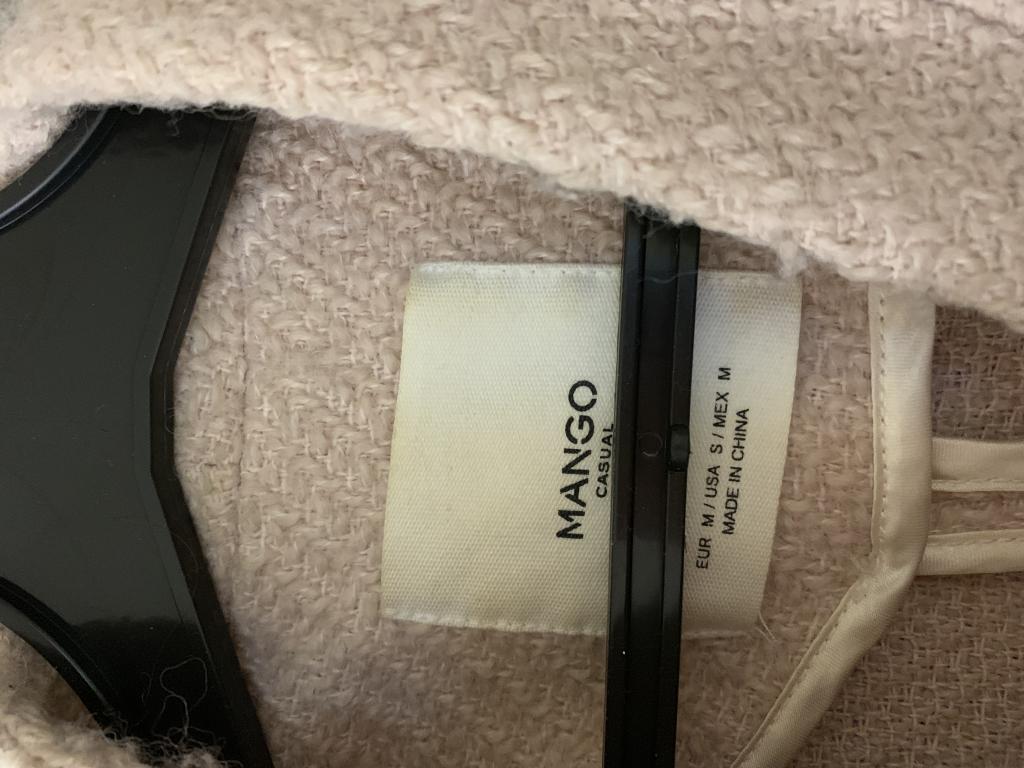 MANGO
CASUAL
EUR M / USA S / MEX M
MADE IN CHINA